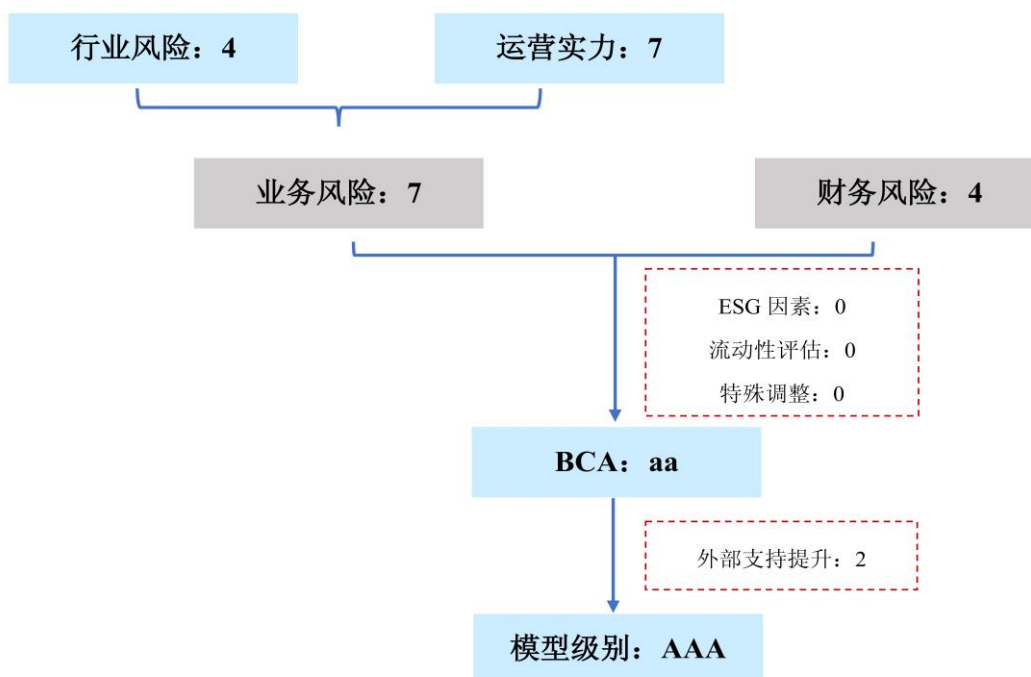 行业风险：4
运营实力：7
业务风险：7
财务风险：4
ESG 因素：0
流动性评估：0
特殊调整：0
BCA：aa
外部支持提升：2
模型级别：AAA